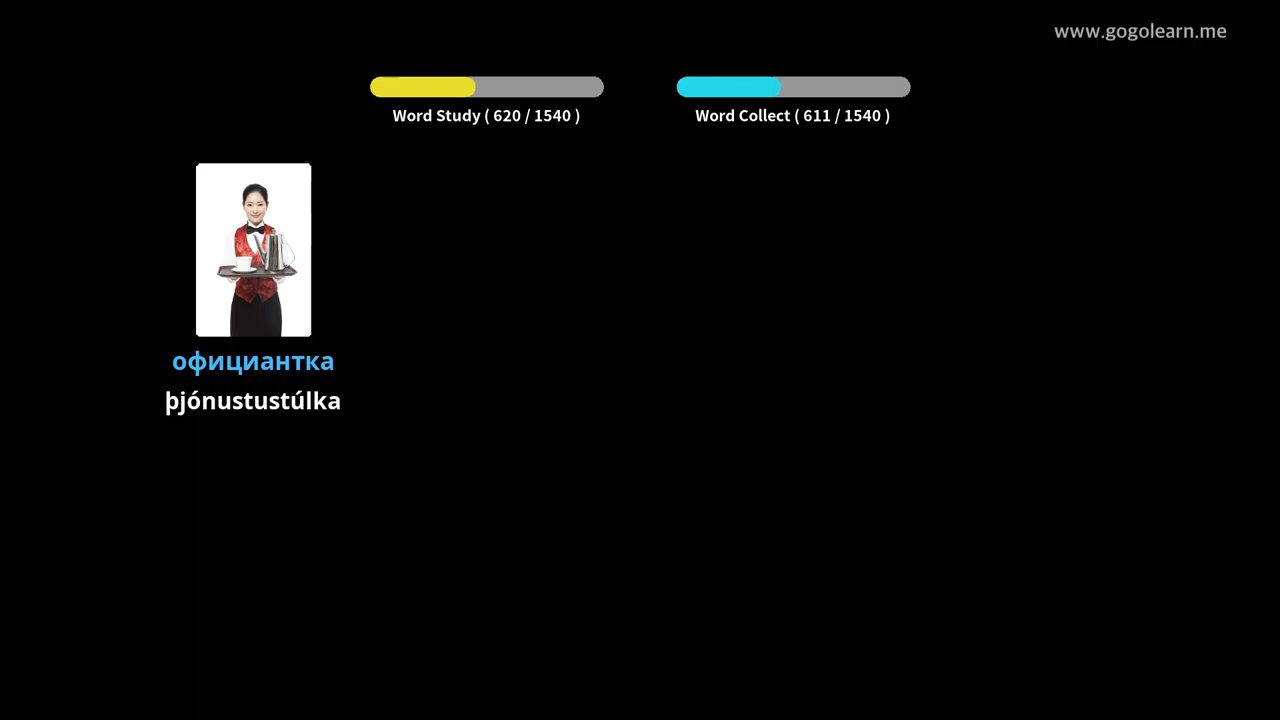 www.gogolearn.me
Word Study ( 620 / 1540 )
Word Collect ( 611 / 1540 )
официантка
þjónustustúlka